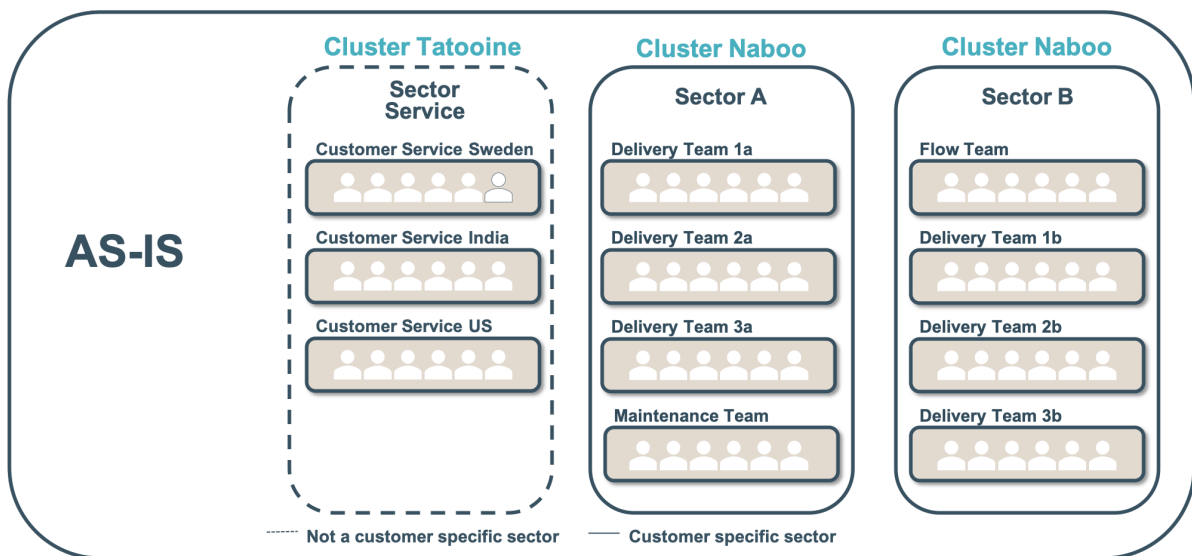 AS-IS
Cluster Tatooine
Sector
Service
Customer Service Sweden
Customer Service India
Customer Service US
Cluster Naboo
Sector A
Delivery Team 1a
Delivery Team 2a
Delivery Team 3a
Maintenance Team
Cluster Naboo
Sector B
Flow Team
Delivery Team 1b
Delivery Team 2b
Delivery Team 3b
Not a customer specific sector
Customer specific sector